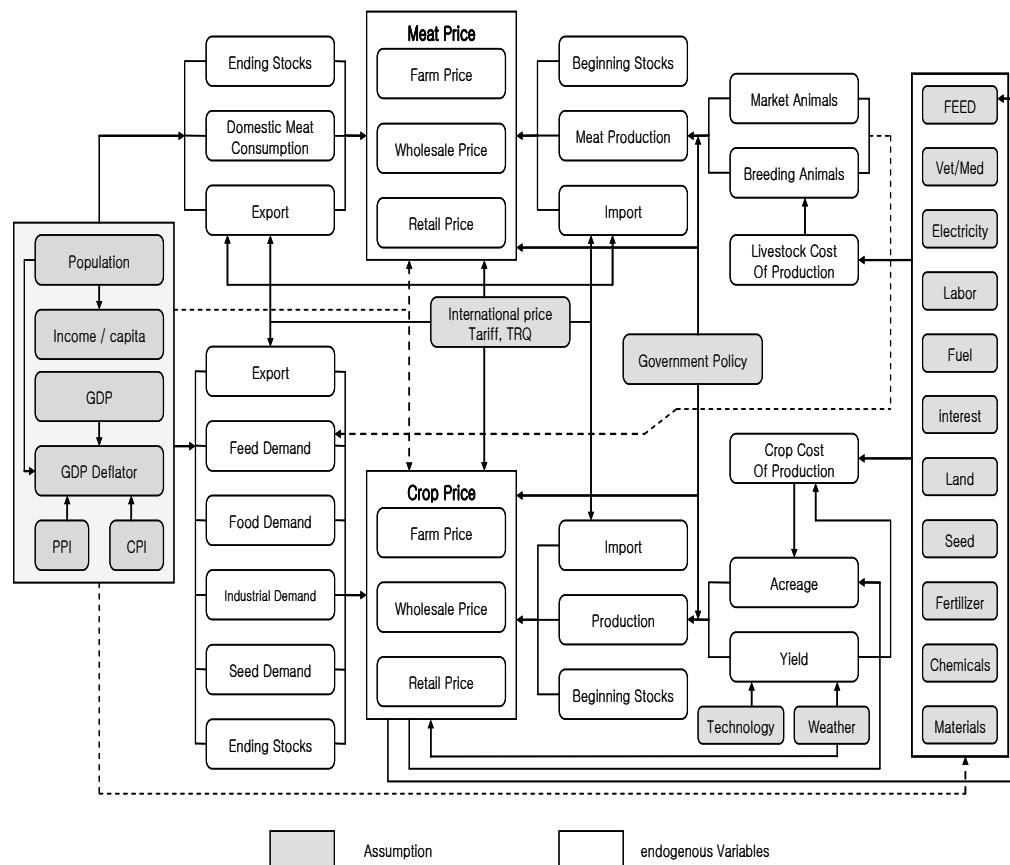 Meat Price
Ending Stocks
Farm Price
Beginning Stocks
Market Animals
FEED
Domestic Meat
Consumption
Wholesale Price
Meat Production
Vet/Med
Breeding Animals
Export
Retail Price
Import
Electricity
Livestock Cost
Of Production
Population
Labor
International price
Tariff, TRQ
Income / capita
Export
Government Policy
Fuel
GDP
interest
Feed Demand
GDP Deflator
Crop Cost
Of Production
Land
Crop Price
Food Demand
Farm Price
PPI
CPI
Import
Seed
Industrial Demand
Wholesale Price
Production
Acreage
Fertilizer
Seed Demand
Retail Price
Beginning Stocks
Yield
Chemicals
Ending Stocks
Technology
Weather
Materials
Assumption
endogenous Variables